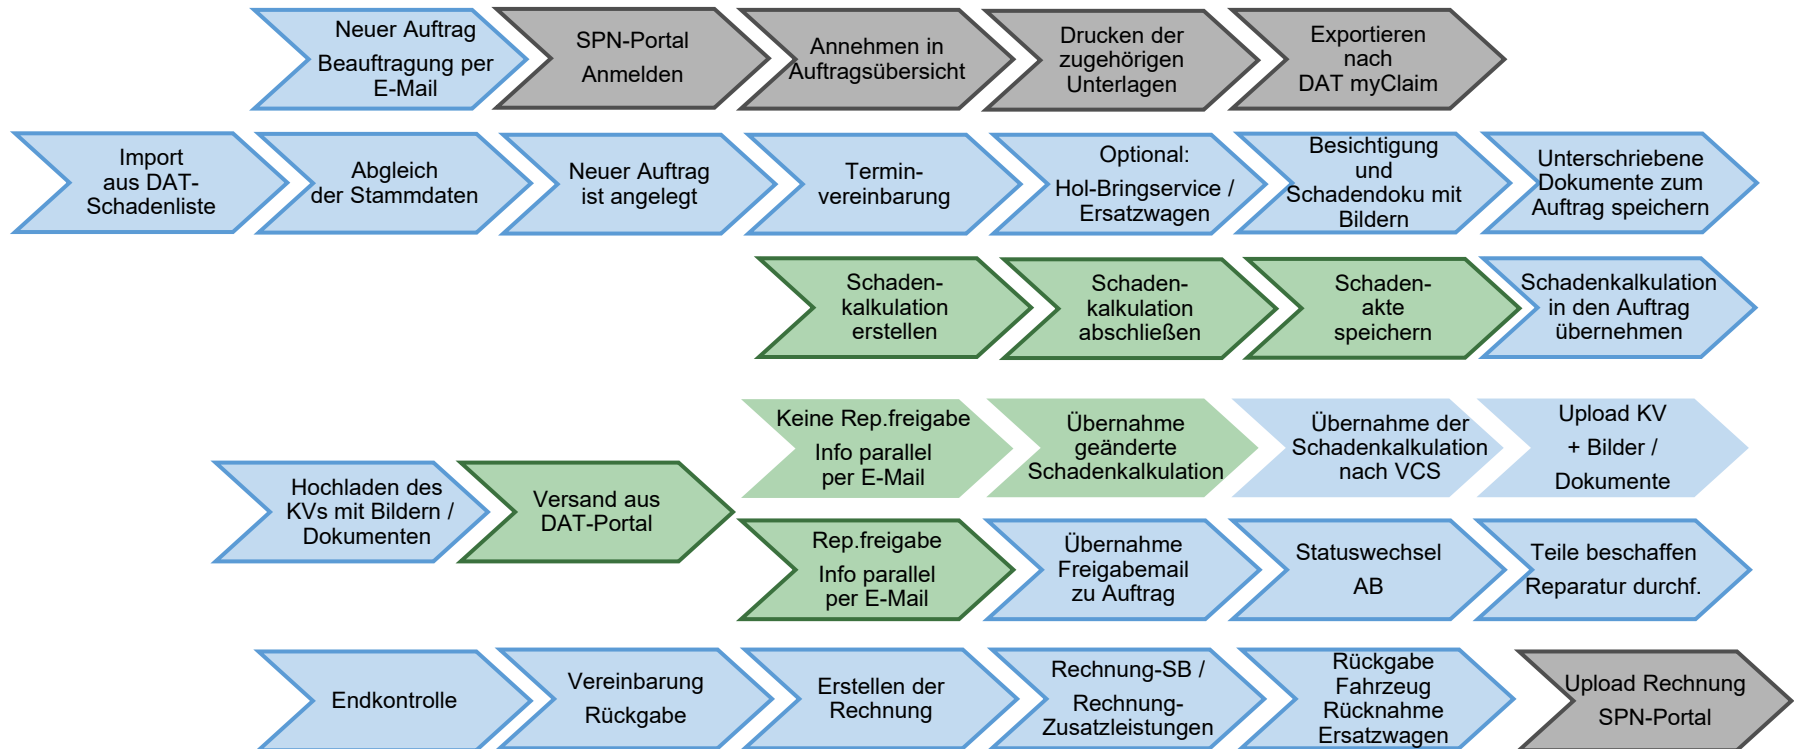 Neuer Auftrag
Beauftragung per
E-Mail
SPN-Portal
Anmelden
Annehmen in
Auftragsübersicht
Drucken der
zugehörigen
Unterlagen
Exportieren
nach
DAT myClaim
Import
aus DAT-
Schadenliste
Abgleich
der Stammdaten
Neuer Auftrag
ist angelegt
Termin-
vereinbarung
Optional:
Hol-Bringservice /
Ersatzwagen
Besichtigung
und
Schadendoku mit
Bildern
Unterschriebene
Dokumente zum
Auftrag speichern
Schaden-
kalkulation
erstellen
Schaden-
kalkulation
abschließen
Schaden-
akte
speichern
Schadenkalkulation
in den Auftrag
übernehmen
Hochladen des
KVs mit Bildern /
Dokumenten
Versand aus
DAT-Portal
Keine Rep.freigabe
Info parallel
per E-Mail
Übernahme
geänderte
Schadenkalkulation
Übernahme der
Schadenkalkulation
nach VCS
Upload KV
+ Bilder /
Dokumente
Rep.freigabe
Info parallel
per E-Mail
Übernahme
Freigabemail
zu Auftrag
Statuswechsel
AB
Teile beschaffen
Reparatur durchf.
Endkontrolle
Vereinbarung
Rückgabe
Erstellen der
Rechnung
Rechnung-SB /
Rechnung-
Zusatzleistungen
Rückgabe
Fahrzeug
Rücknahme
Ersatzwagen
Upload Rechnung
SPN-Portal